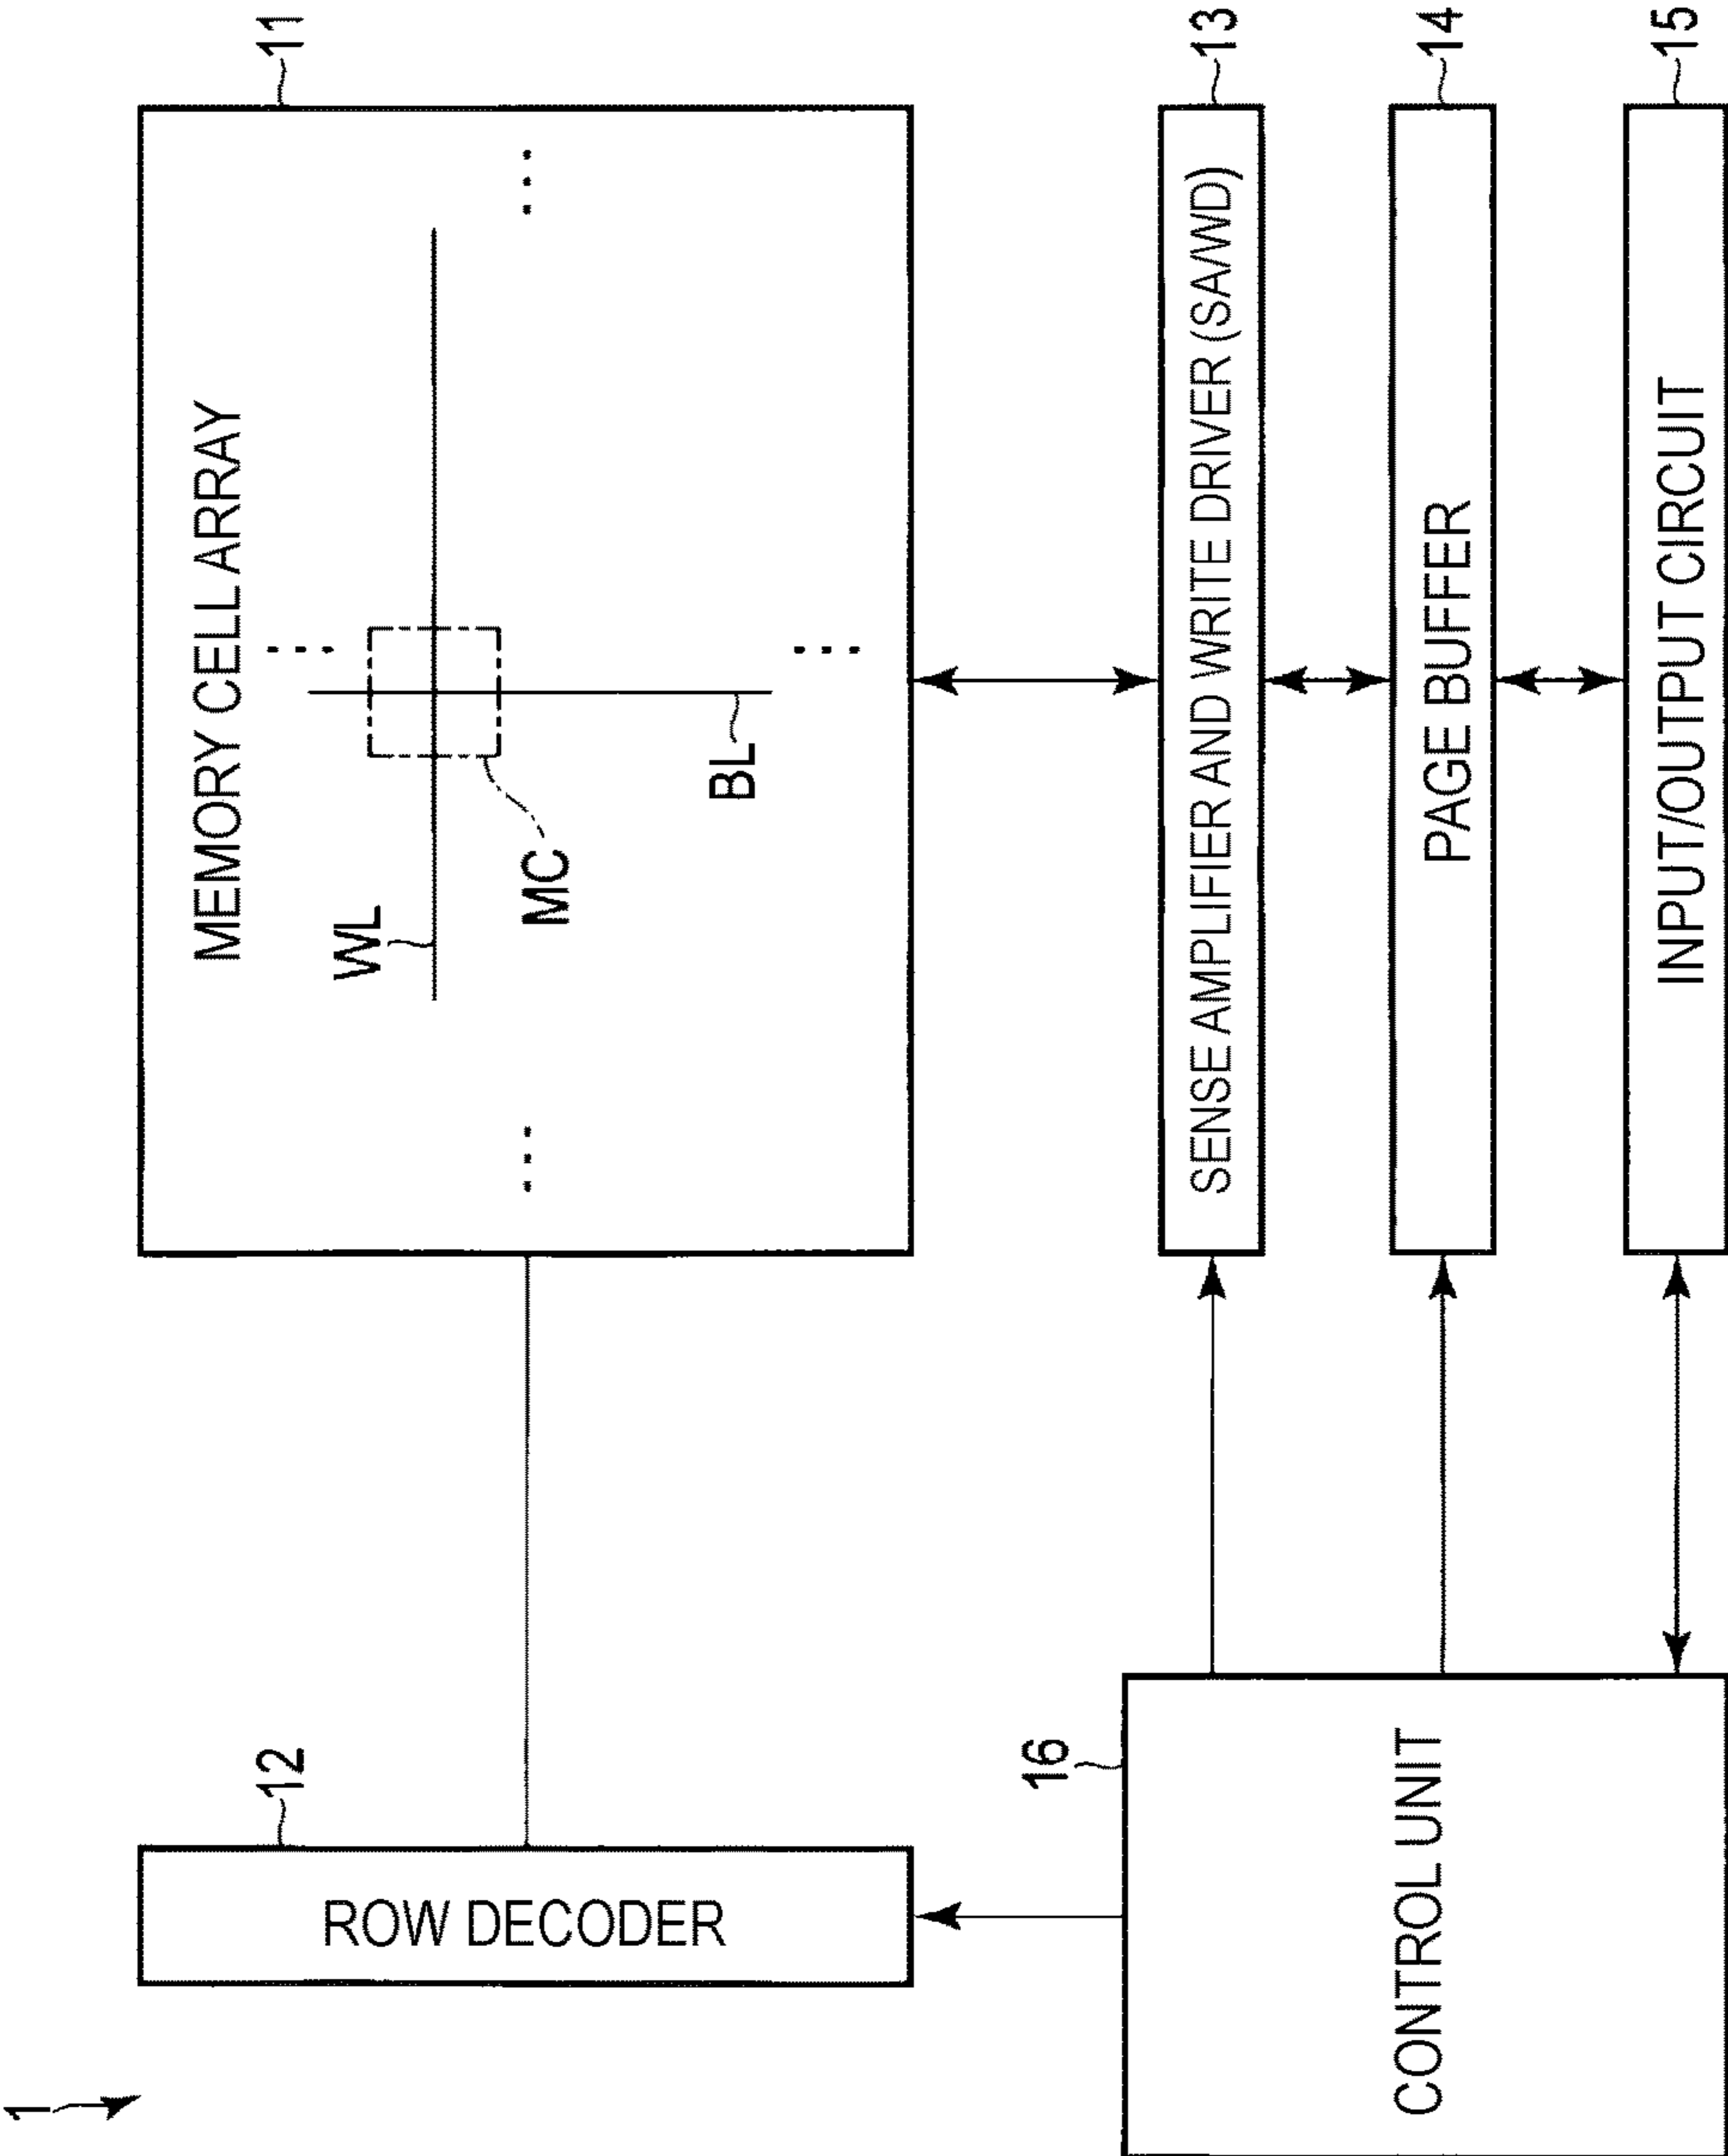 1
12
11
ROW DECODER
MEMORY CELL ARRAY
WL
MC
BL
16
13
CONTROL UNIT
SENSE AMPLIFIER AND WRITE DRIVER (SA/WD)
14
PAGE BUFFER
15
INPUT/OUTPUT CIRCUIT